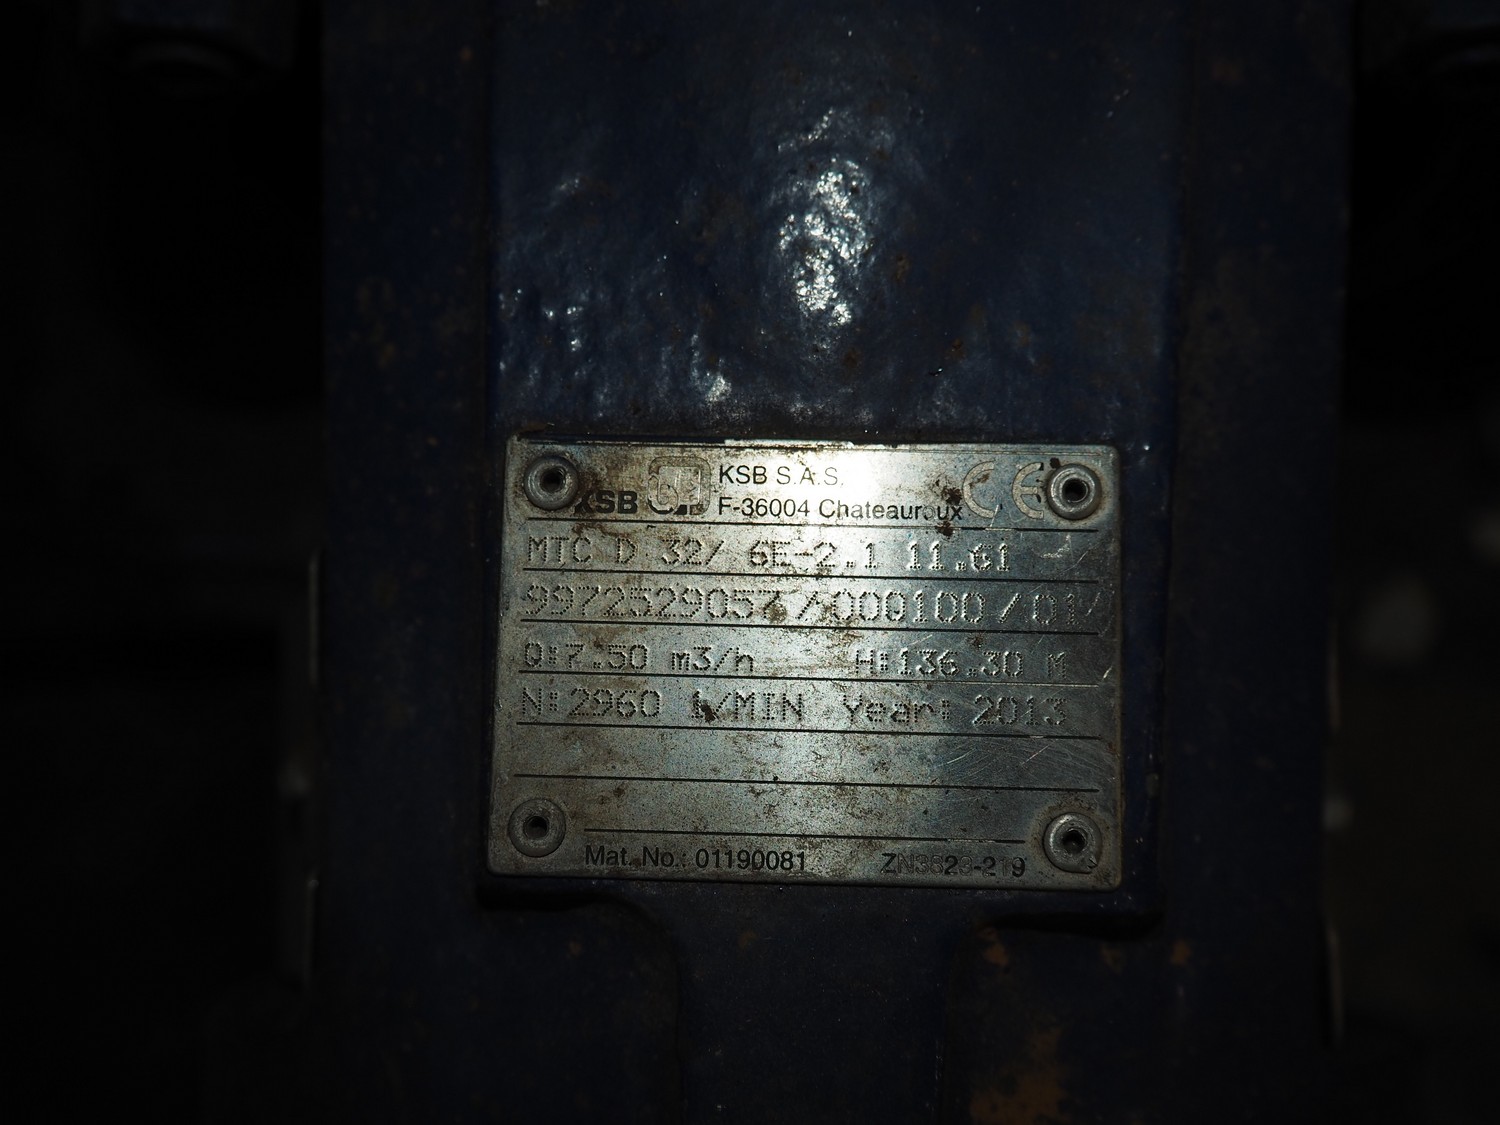 KSB S.A.S.
KSB
F-36004 Chateauroux
CE
MTC D 32/ 6E-2.1 11.61
9972529057/000100/01
Q:7.50 m3/h H:136.30 M
N:2960 1/MIN Year: 2013
Mat. No.: 01190081